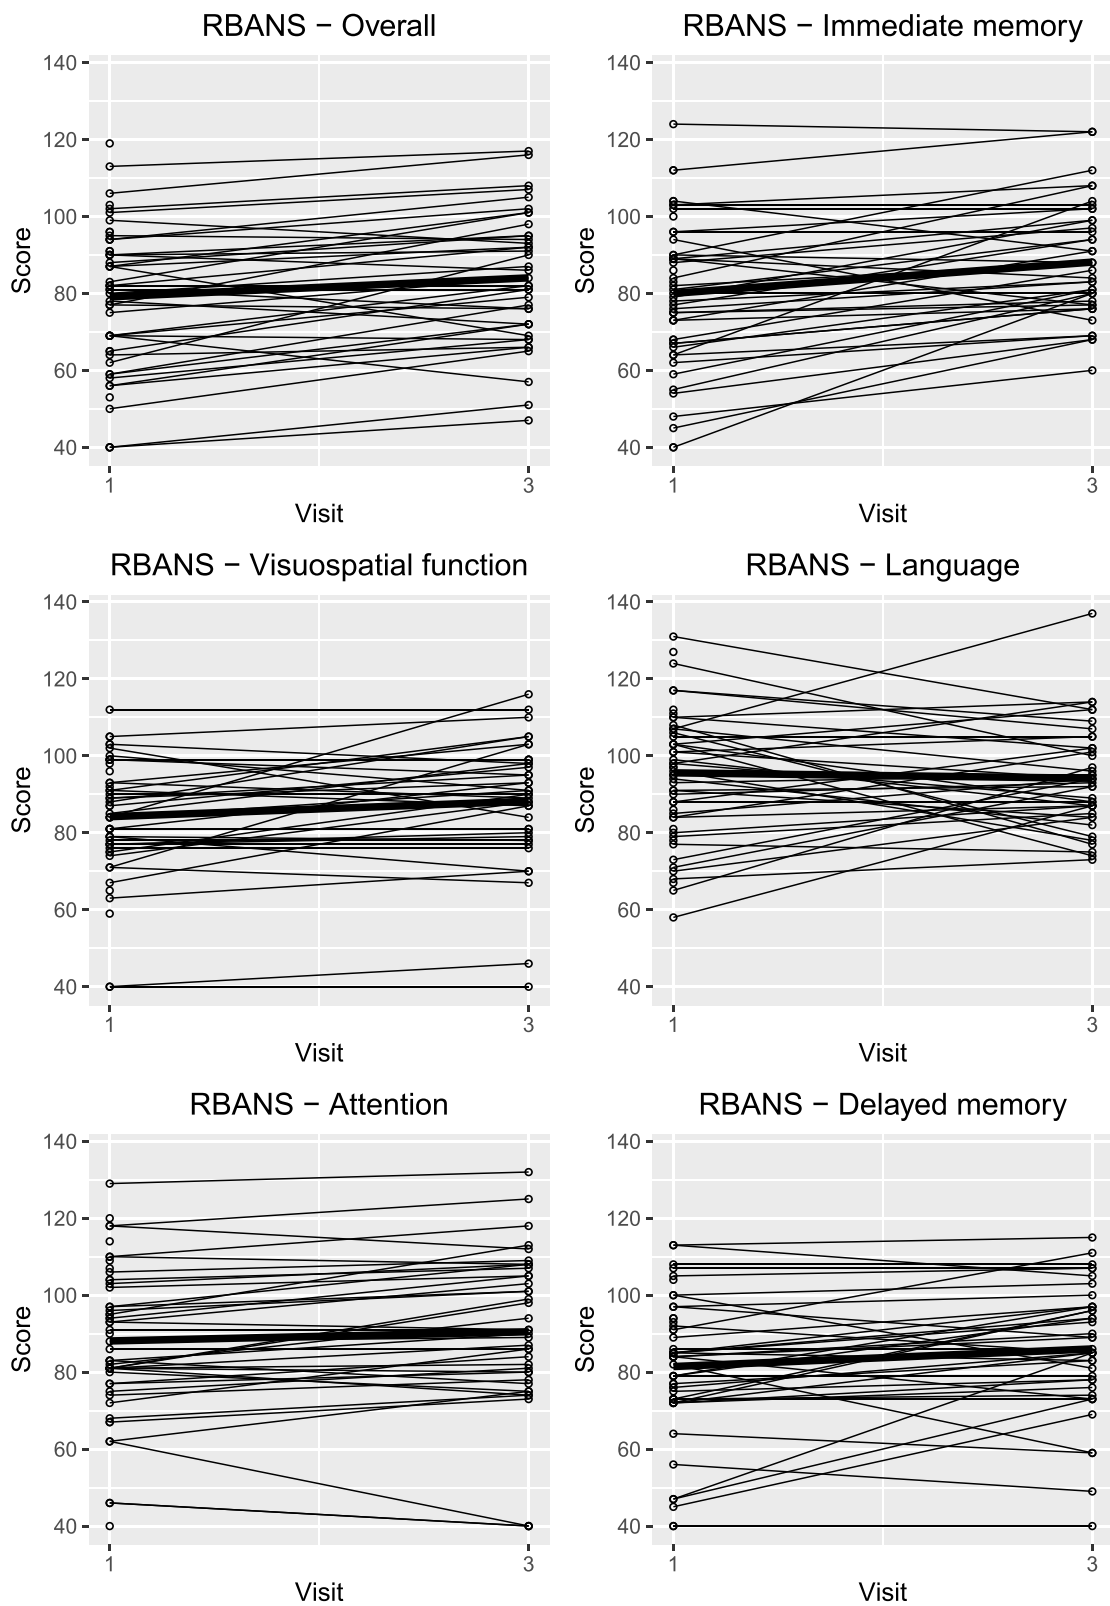 RBANS − Overall
140
120
100
80
60
40
Score
1
3
Visit
RBANS − Immediate memory
140
120
100
80
60
40
Score
1
3
Visit
RBANS − Visuospatial function
140
120
100
80
60
40
Score
1
3
Visit
RBANS − Language
140
120
100
80
60
40
Score
1
3
Visit
RBANS − Attention
140
120
100
80
60
40
Score
1
3
Visit
RBANS − Delayed memory
140
120
100
80
60
40
Score
1
3
Visit